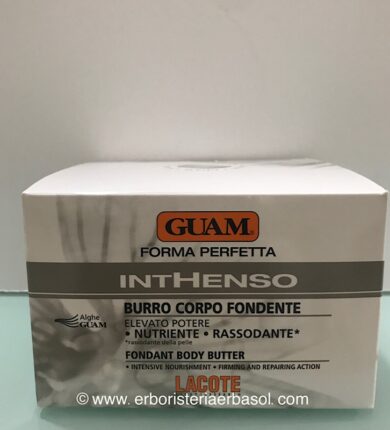 GUAM®
FORMA PERFETTA
INTHENSO
BURRO CORPO FONDENTE
ELEVATO POTERE
• NUTRIENTE • RASSODANTE*
*rassodante della pelle
Alghe
GUAM
FONDANT BODY BUTTER
• INTENSIVE NOURISHMENT • FIRMING AND REPAIRING ACTION
LACOTE
© www.erboristeriaerbasol.com